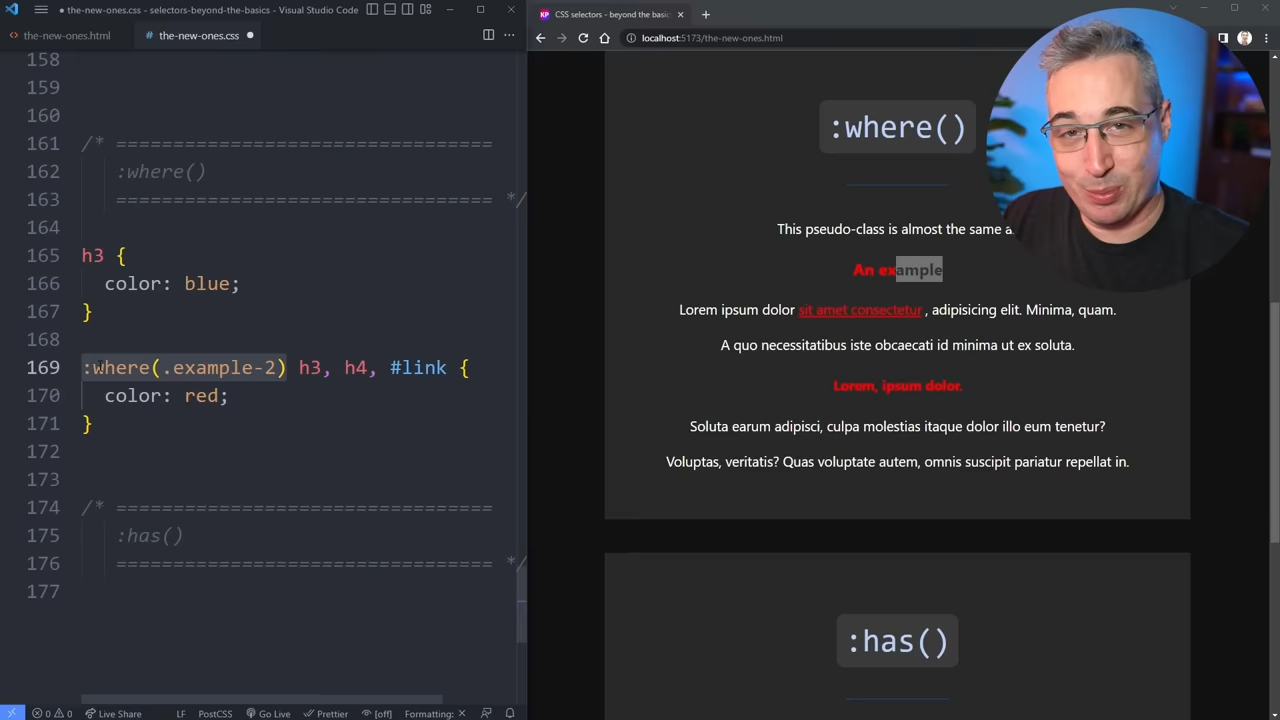 the-new-ones.css - selectors-beyond-the-basics - Visual Studio Code
the-new-ones.html
# the-new-ones.css
158
159
160
161 /* =================================
162 :where()
163 ================================= */
164
165 h3 {
166 color: blue;
167 }
168
169 :where(.example-2) h3, h4, #link {
170 color: red;
171 }
172
173
174 /* =================================
175 :has()
176 ================================= */
177
0 0 Live Share LF PostCSS Go Live Prettier [off] Formatting:
KP CSS selectors - beyond the basic
localhost:5173/the-new-ones.html
:where()
This pseudo-class is almost the same a
An example
Lorem ipsum dolor sit amet consectetur , adipisicing elit. Minima, quam.
A quo necessitatibus iste obcaecati id minima ut ex soluta.
Lorem, ipsum dolor.
Soluta earum adipisci, culpa molestias itaque dolor illo eum tenetur?
Voluptas, veritatis? Quas voluptate autem, omnis suscipit pariatur repellat in.
:has()